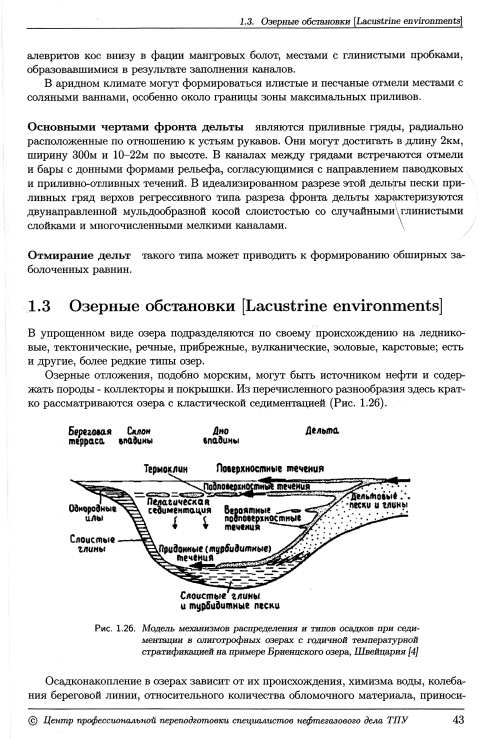 1.3. Озерные обстановки [Lacustrine environments]
алевритов кос внизу в фации мангровых болот, местами с глинистыми пробками,
образовавшимися в результате заполнения каналов.
В аридном климате могут формироваться илистые и песчаные отмели местами с
соляными ваннами, особенно около границы зоны максимальных приливов.
Основными чертами фронта дельты являются приливные гряды, радиально
расположенные по отношению к устьям рукавов. Они могут достигать в длину 2км,
ширину 300м и 10–22м по высоте. В каналах между грядами встречаются отмели
и бары с донными формами рельефа, согласующимися с направлением паводковых
и приливно-отливных течений. В идеализированном разрезе этой дельты пески при-
ливных гряд верхов регрессивного типа разреза фронта дельты характеризуются
двунаправленной мульдообразной косой слоистостью со случайными глинистыми
слойками и многочисленными мелкими каналами.
Отмирание дельт такого типа может приводить к формированию обширных за-
болоченных равнин.
1.3 Озерные обстановки [Lacustrine environments]
В упрощенном виде озера подразделяются по своему происхождению на леднико-
вые, тектонические, речные, прибрежные, вулканические, эоловые, карстовые; есть
и другие, более редкие типы озер.
Озерные отложения, подобно морским, могут быть источником нефти и содер-
жать породы - коллекторы и покрышки. Из перечисленного разнообразия здесь крат-
ко рассматриваются озера с кластической седиментацией (Рис. 1.26).
Береговая Склон Дно Дельта
терраса впадины впадины
Термоклин Поверхностные течения
Подповерхностные течения
Пелагическая Дельтовые
Однородные седиментация Вероятные пески и глины
илы подповерхностные
течения
Слоистые Придонные (турбидитные)
глины течения
Слоистые глины
и турбидитные пески
Рис. 1.26. Модель механизмов распределения и типов осадков при седи-
ментации в олиготрофных озерах с годичной температурной
стратификацией на примере Бриенцского озера, Швейцария [4]
Осадконакопление в озерах зависит от их происхождения, химизма воды, колеба-
ния береговой линии, относительного количества обломочного материала, приноси-
© Центр профессиональной переподготовки специалистов нефтегазового дела ТПУ 43